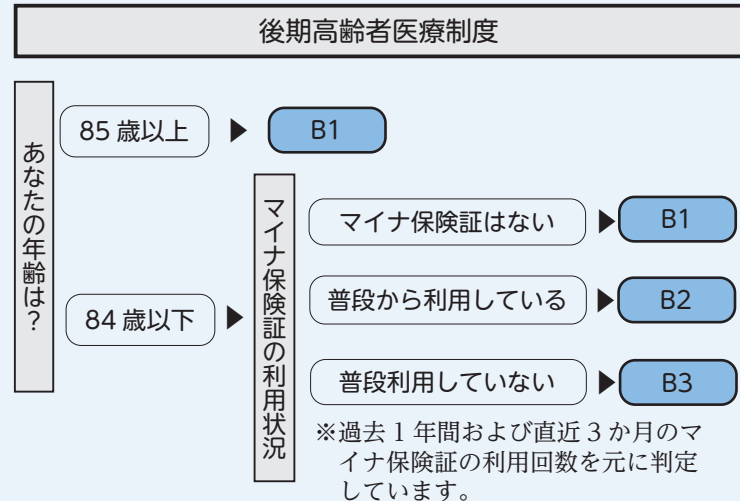 後期高齢者医療制度
あなたの年齢は？
85 歳以上
B1
84 歳以下
マイナ保険証の利用状況
マイナ保険証はない
B1
普段から利用している
B2
普段利用していない
B3
※過去 1 年間および直近 3 か月のマ
イナ保険証の利用回数を元に判定
しています。